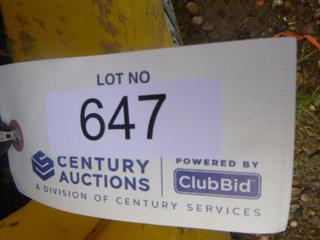 LOT NO
647
CENTURY AUCTIONS
POWERED BY
ClubBid
A DIVISION OF CENTURY SERVICES